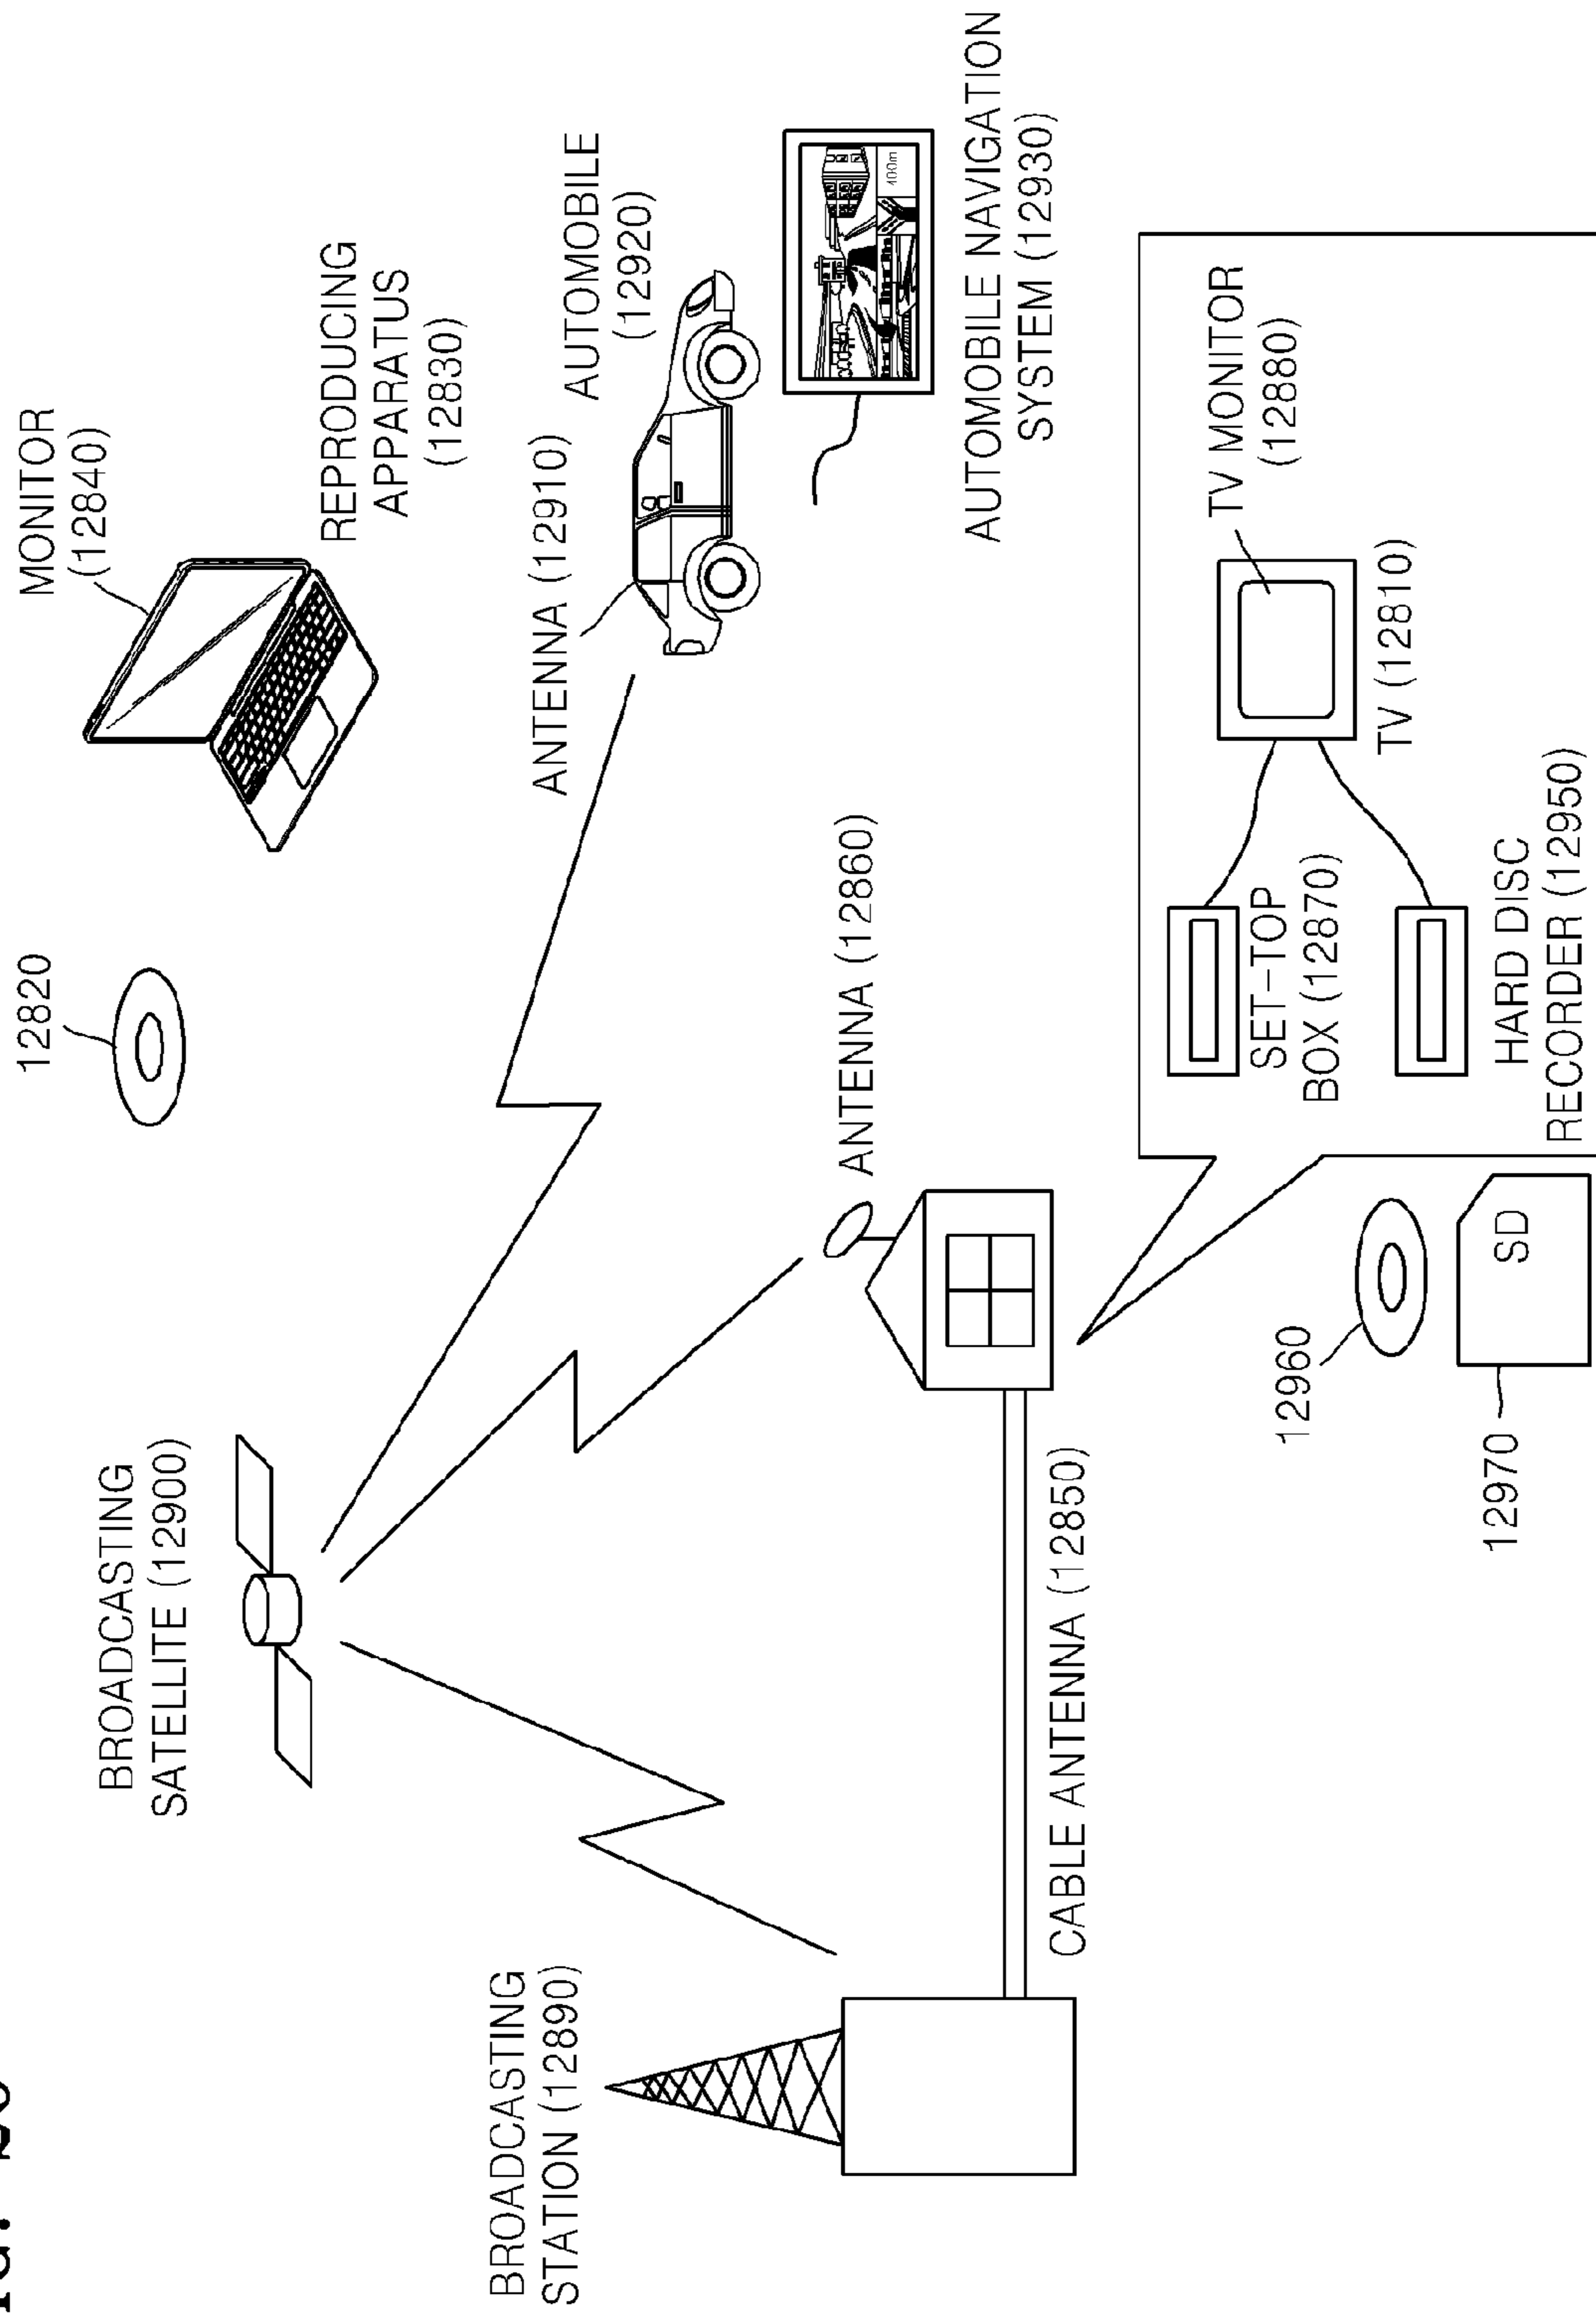 12820
MONITOR
(12840)
REPRODUCING
APPARATUS
(12830)
BROADCASTING
SATELLITE (12900)
ANTENNA (12910)
AUTOMOBILE
(12920)
400m
AUTOMOBILE NAVIGATION
SYSTEM (12930)
BROADCASTING
STATION (12890)
ANTENNA (12860)
CABLE ANTENNA (12850)
SET-TOP
BOX (12870)
TV MONITOR
(12880)
TV (12810)
HARD DISC
RECORDER (12950)
12960
SD
12970